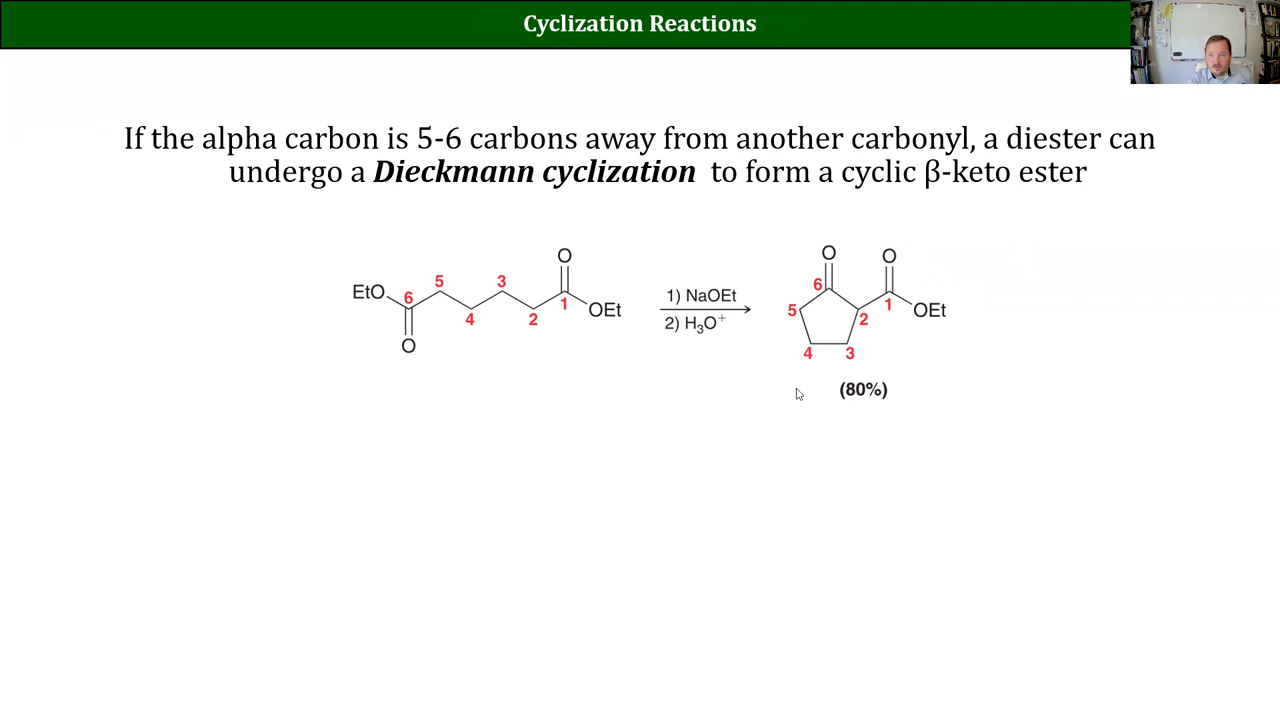 Cyclization Reactions
If the alpha carbon is 5-6 carbons away from another carbonyl, a diester can
undergo a Dieckmann cyclization to form a cyclic β-keto ester
O
EtO 6 5 4 3 2 1 OEt
O
1) NaOEt
2) H₃O⁺
O O
6 5 4 3 2 1 OEt
(80%)